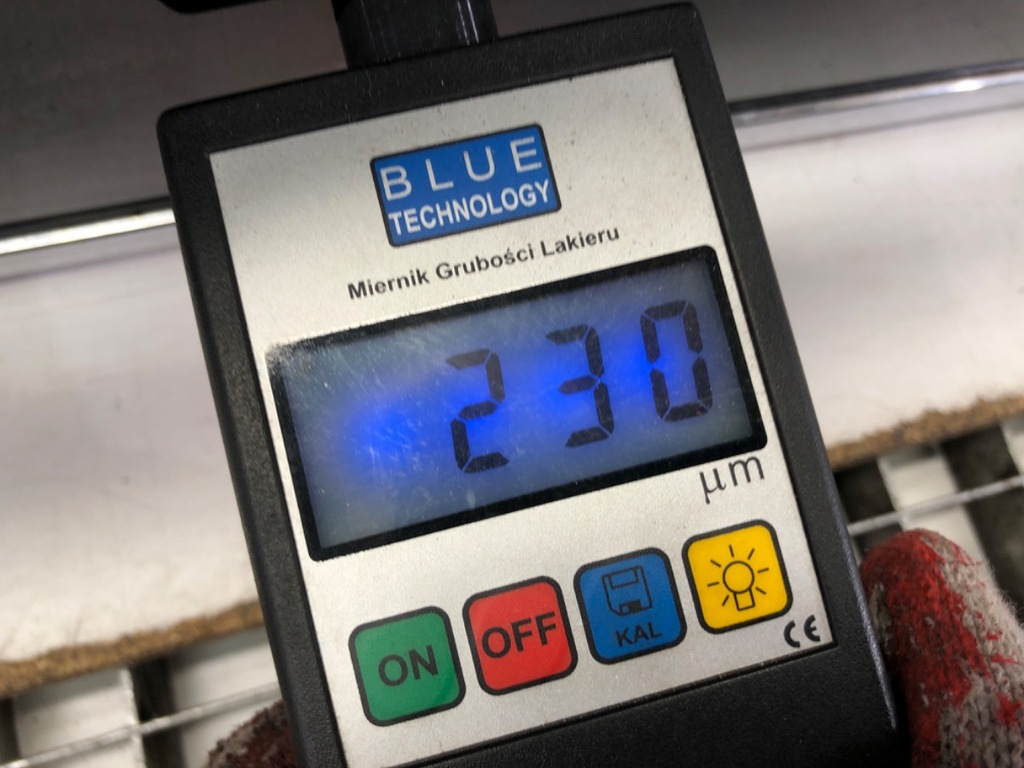 BLUE
TECHNOLOGY
Miernik Grubości Lakieru
230
µm
ON
OFF
KAL
CE